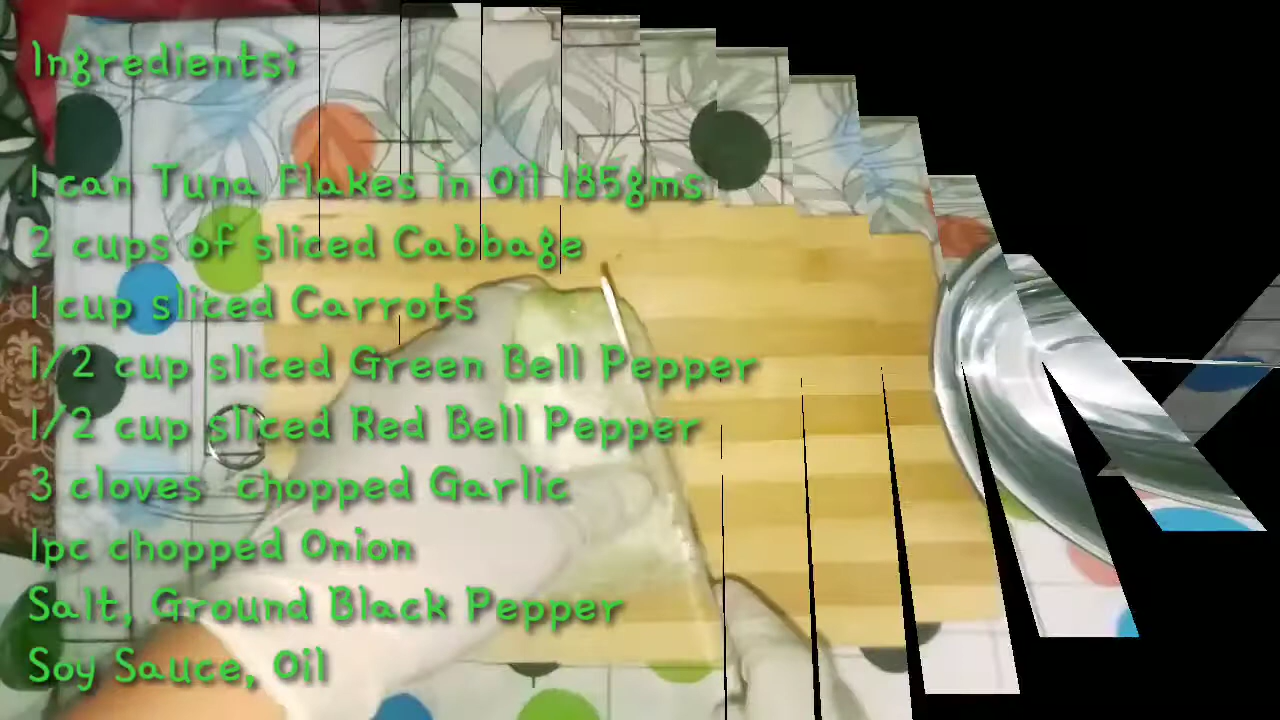 Ingredients;
1 can Tuna Flakes in Oil 185gms
2 cups of sliced Cabbage
1 cup sliced Carrots
1/2 cup sliced Green Bell Pepper
1/2 cup sliced Red Bell Pepper
3 cloves chopped Garlic
1pc chopped Onion
Salt, Ground Black Pepper
Soy Sauce, Oil